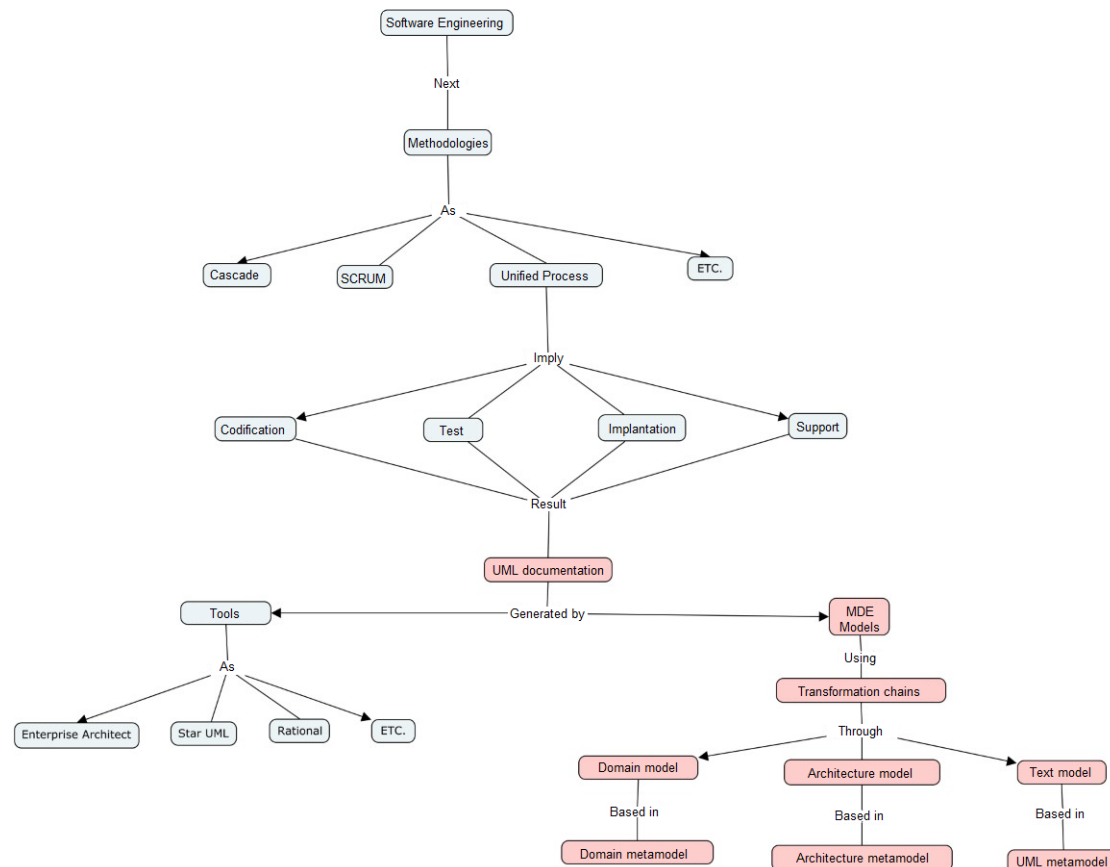 Software Engineering
Next
Methodologies
As
Cascade
SCRUM
Unified Process
ETC.
Imply
Codification
Test
Implantation
Support
Result
UML documentation
Tools
Generated by
MDE
Models
As
Using
Enterprise Architect
Star UML
Rational
ETC.
Transformation chains
Through
Domain model
Architecture model
Text model
Based in
Based in
Based in
Domain metamodel
Architecture metamodel
UML metamodel